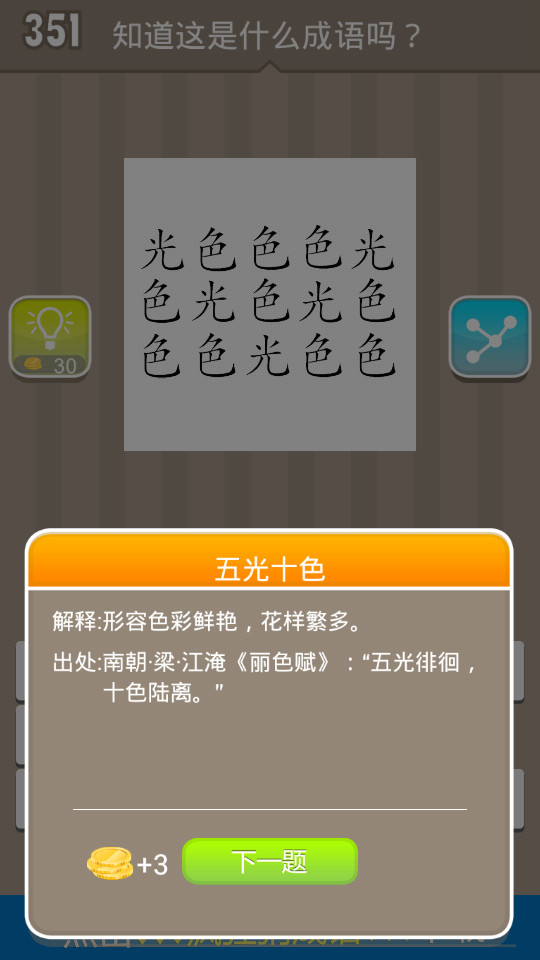 351 知道这是什么成语吗？
光色色色光
色光色光色
色色光色色
30
五光十色
解释:形容色彩鲜艳，花样繁多。
出处:南朝·梁·江淹《丽色赋》：“五光徘徊，
十色陆离。”
+3 下一题